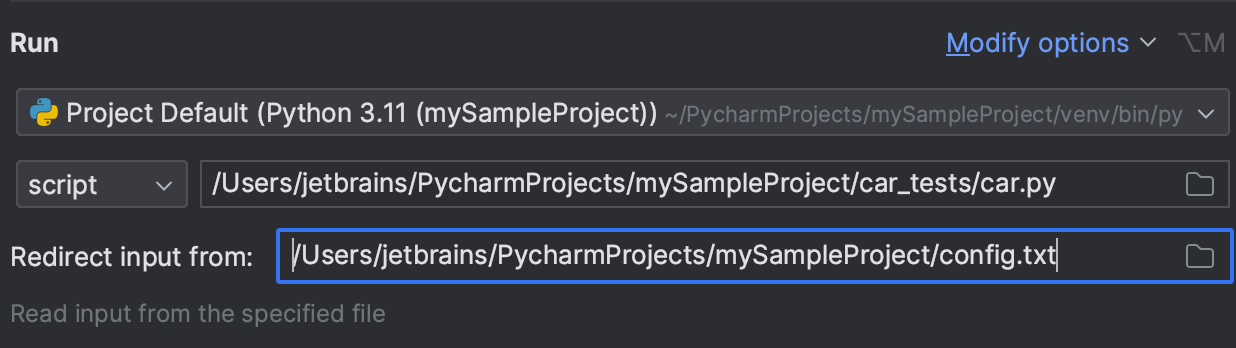 Run Modify options ⌥M
Project Default (Python 3.11 (mySampleProject)) ~/PycharmProjects/mySampleProject/venv/bin/py
script /Users/jetbrains/PycharmProjects/mySampleProject/car_tests/car.py
Redirect input from: /Users/jetbrains/PycharmProjects/mySampleProject/config.txt
Read input from the specified file